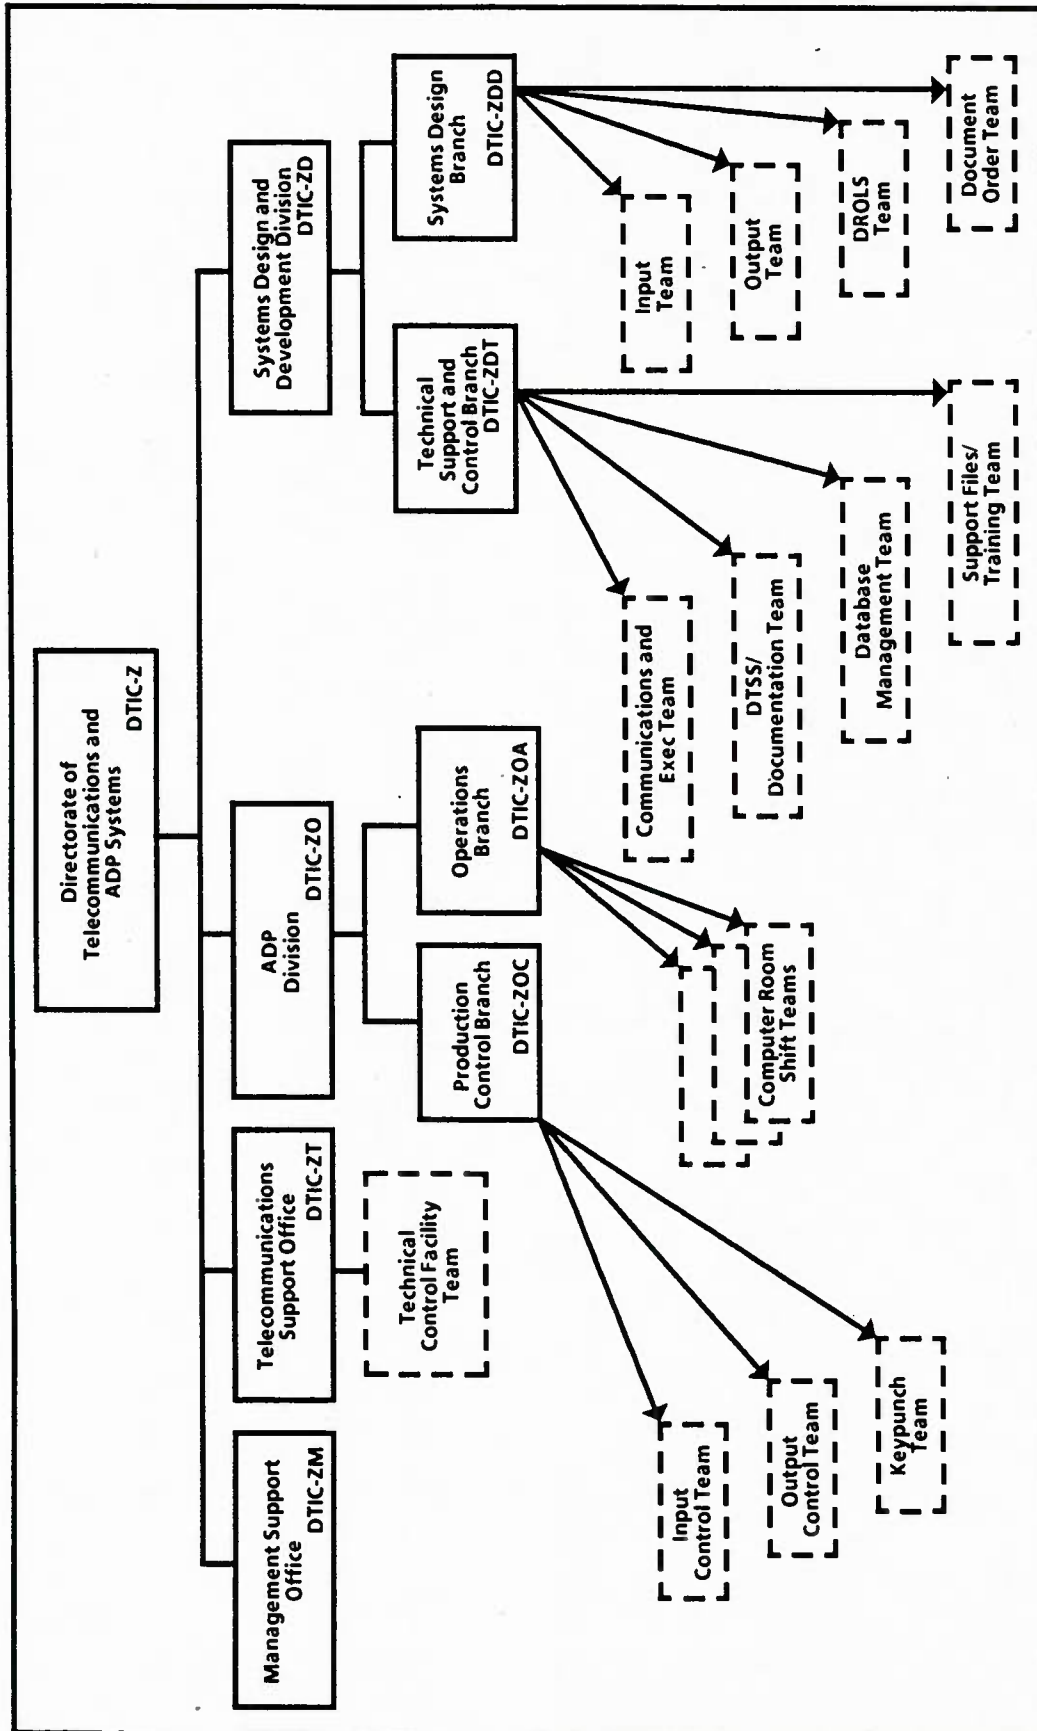 Directorate of
Telecommunications and
ADP Systems
DTIC-Z
Management Support
Office
DTIC-ZM
Telecommunications
Support Office
DTIC-ZT
ADP
Division
DTIC-ZO
Systems Design and
Development Division
DTIC-ZD
Technical
Control Facility
Team
Production
Control Branch
DTIC-ZOC
Operations
Branch
DTIC-ZOA
Technical
Support and
Control Branch
DTIC-ZDT
Systems Design
Branch
DTIC-ZDD
Input
Control Team
Output
Control Team
Keypunch
Team
Computer Room
Shift Teams
Communications and
Exec Team
DTSS/
Documentation Team
Database
Management Team
Support Files/
Training Team
Input
Team
Output
Team
DROLS
Team
Document
Order Team